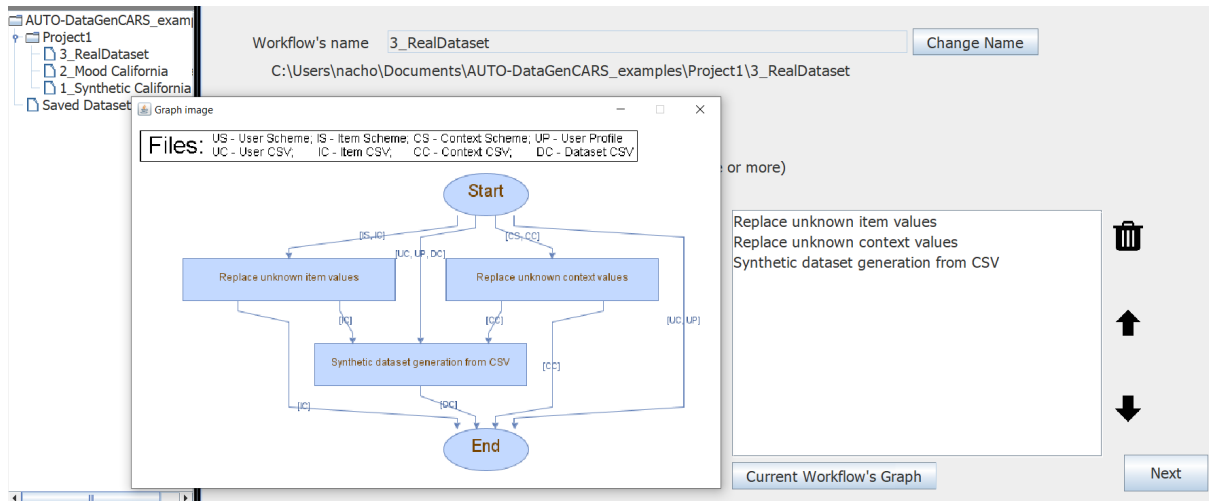 AUTO-DataGenCARS_exam
Project1
3_RealDataset
2_Mood California
1_Synthetic California
Saved Dataset
Workflow's name 3_RealDataset Change Name
C:\Users\nacho\Documents\AUTO-DataGenCARS_examples\Project1\3_RealDataset
or more)
Graph image
Files: US - User Scheme; IS - Item Scheme; CS - Context Scheme; UP - User Profile
UC - User CSV; IC - Item CSV; CC - Context CSV; DC - Dataset CSV
Start
[IS, IC] [CS, CC]
[UC, UP, DC]
Replace unknown item values Replace unknown context values
[IC] [CC] [UC, UP]
Synthetic dataset generation from CSV
[CC]
[IC] [DC]
End
Replace unknown item values
Replace unknown context values
Synthetic dataset generation from CSV
Current Workflow's Graph
Next